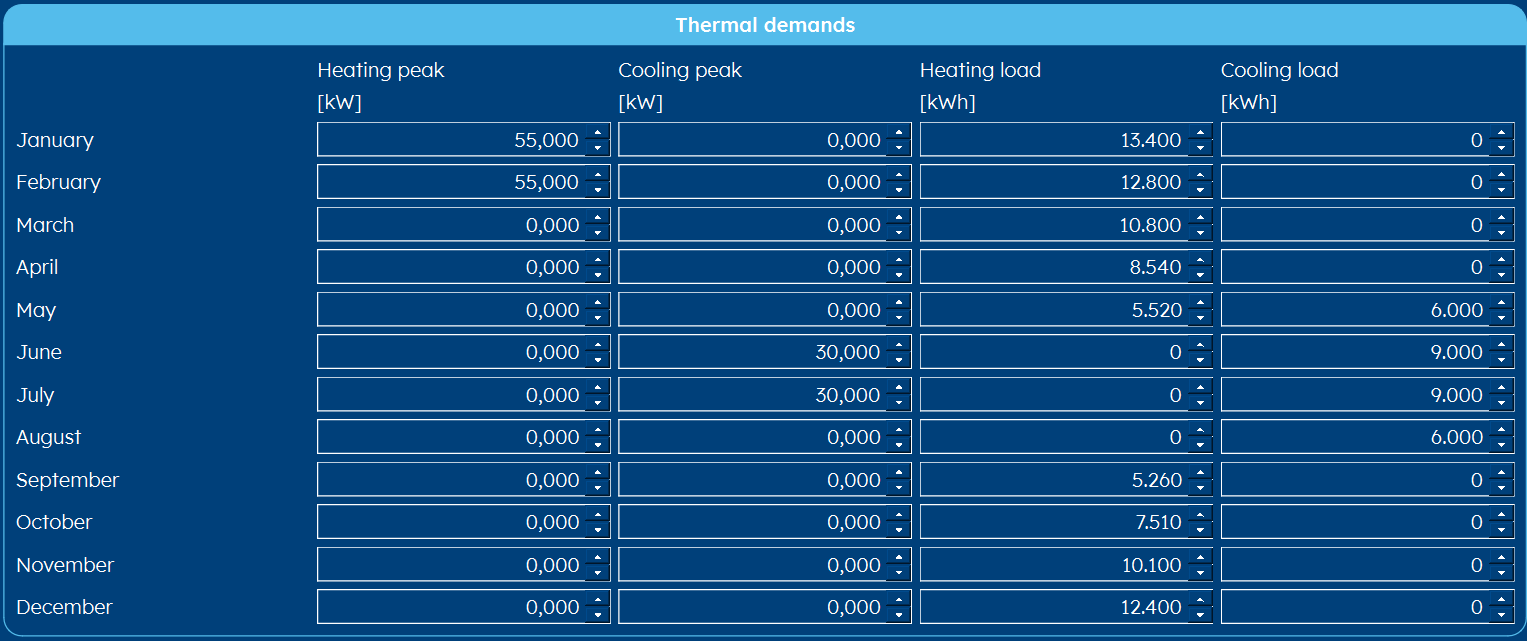 Thermal demands
Heating peak Cooling peak Heating load Cooling load
[kW] [kW] [kWh] [kWh]
January 55,000 0,000 13.400 0
February 55,000 0,000 12.800 0
March 0,000 0,000 10.800 0
April 0,000 0,000 8.540 0
May 0,000 0,000 5.520 6.000
June 0,000 30,000 0 9.000
July 0,000 30,000 0 9.000
August 0,000 0,000 0 6.000
September 0,000 0,000 5.260 0
October 0,000 0,000 7.510 0
November 0,000 0,000 10.100 0
December 0,000 0,000 12.400 0